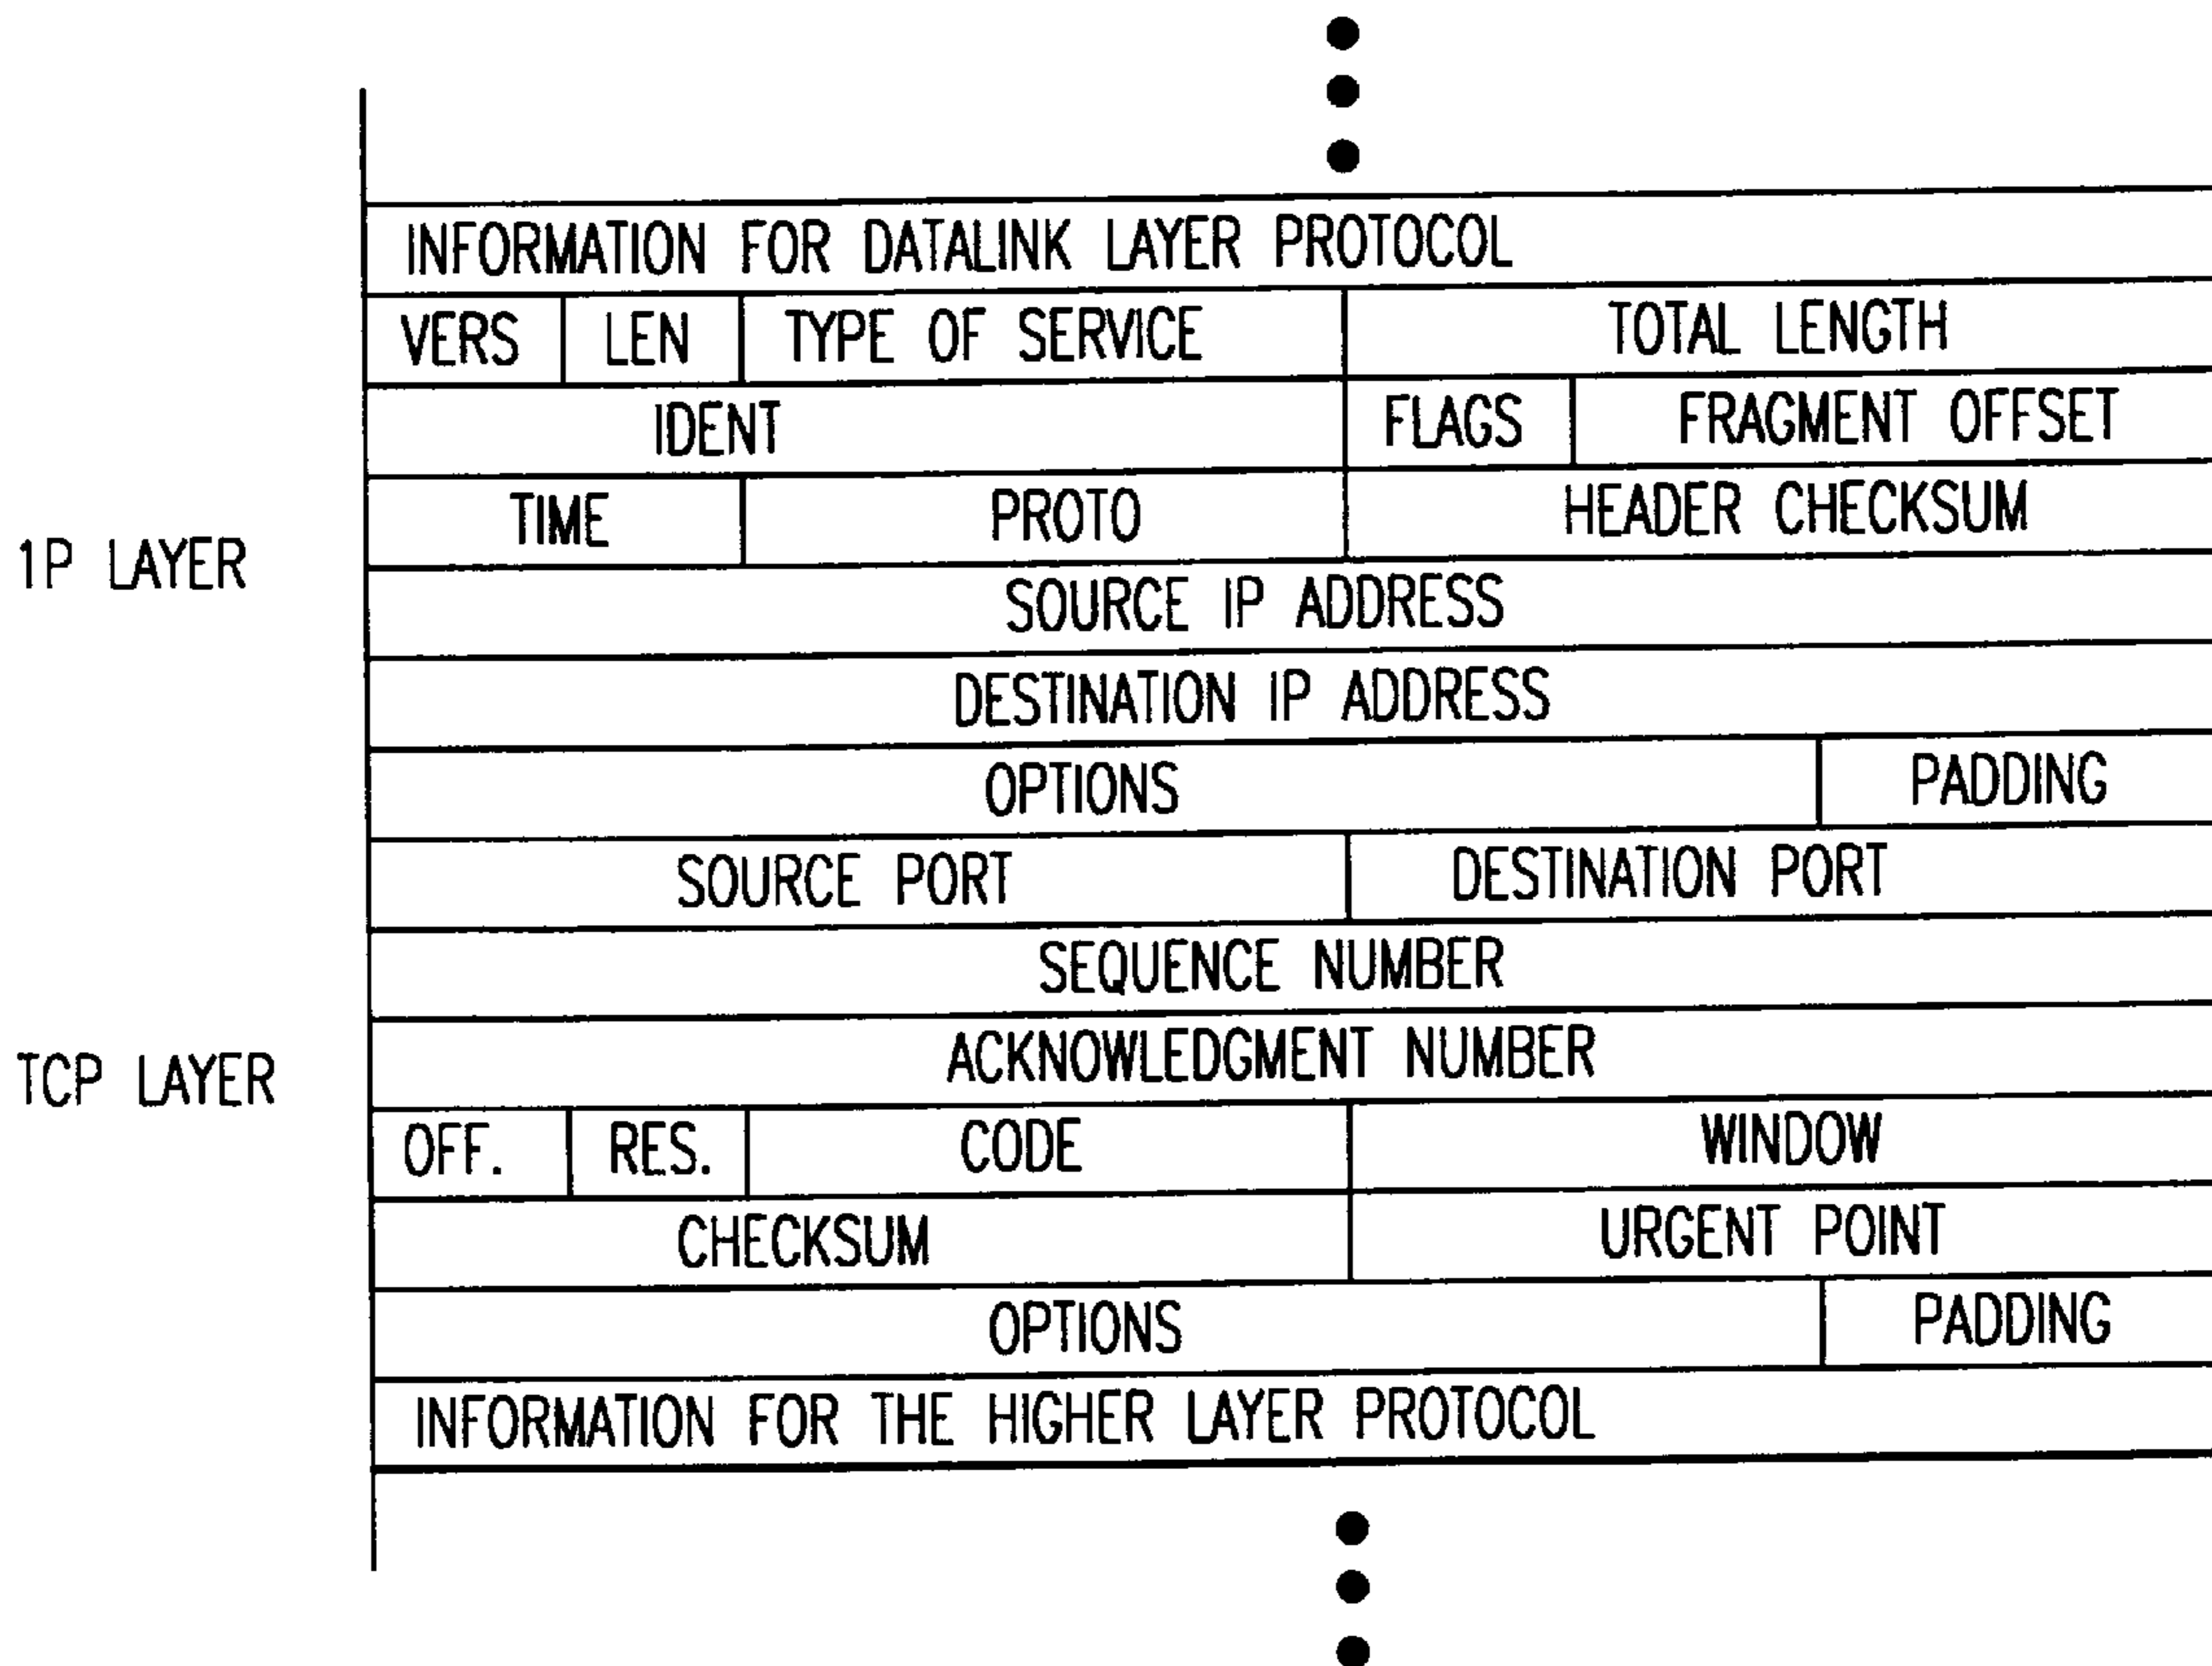 INFORMATION FOR DATALINK LAYER PROTOCOL
VERS LEN TYPE OF SERVICE TOTAL LENGTH
IDENT FLAGS FRAGMENT OFFSET
TIME PROTO HEADER CHECKSUM
1P LAYER
SOURCE IP ADDRESS
DESTINATION IP ADDRESS
OPTIONS PADDING
SOURCE PORT DESTINATION PORT
SEQUENCE NUMBER
TCP LAYER
ACKNOWLEDGMENT NUMBER
OFF. RES. CODE WINDOW
CHECKSUM URGENT POINT
OPTIONS PADDING
INFORMATION FOR THE HIGHER LAYER PROTOCOL